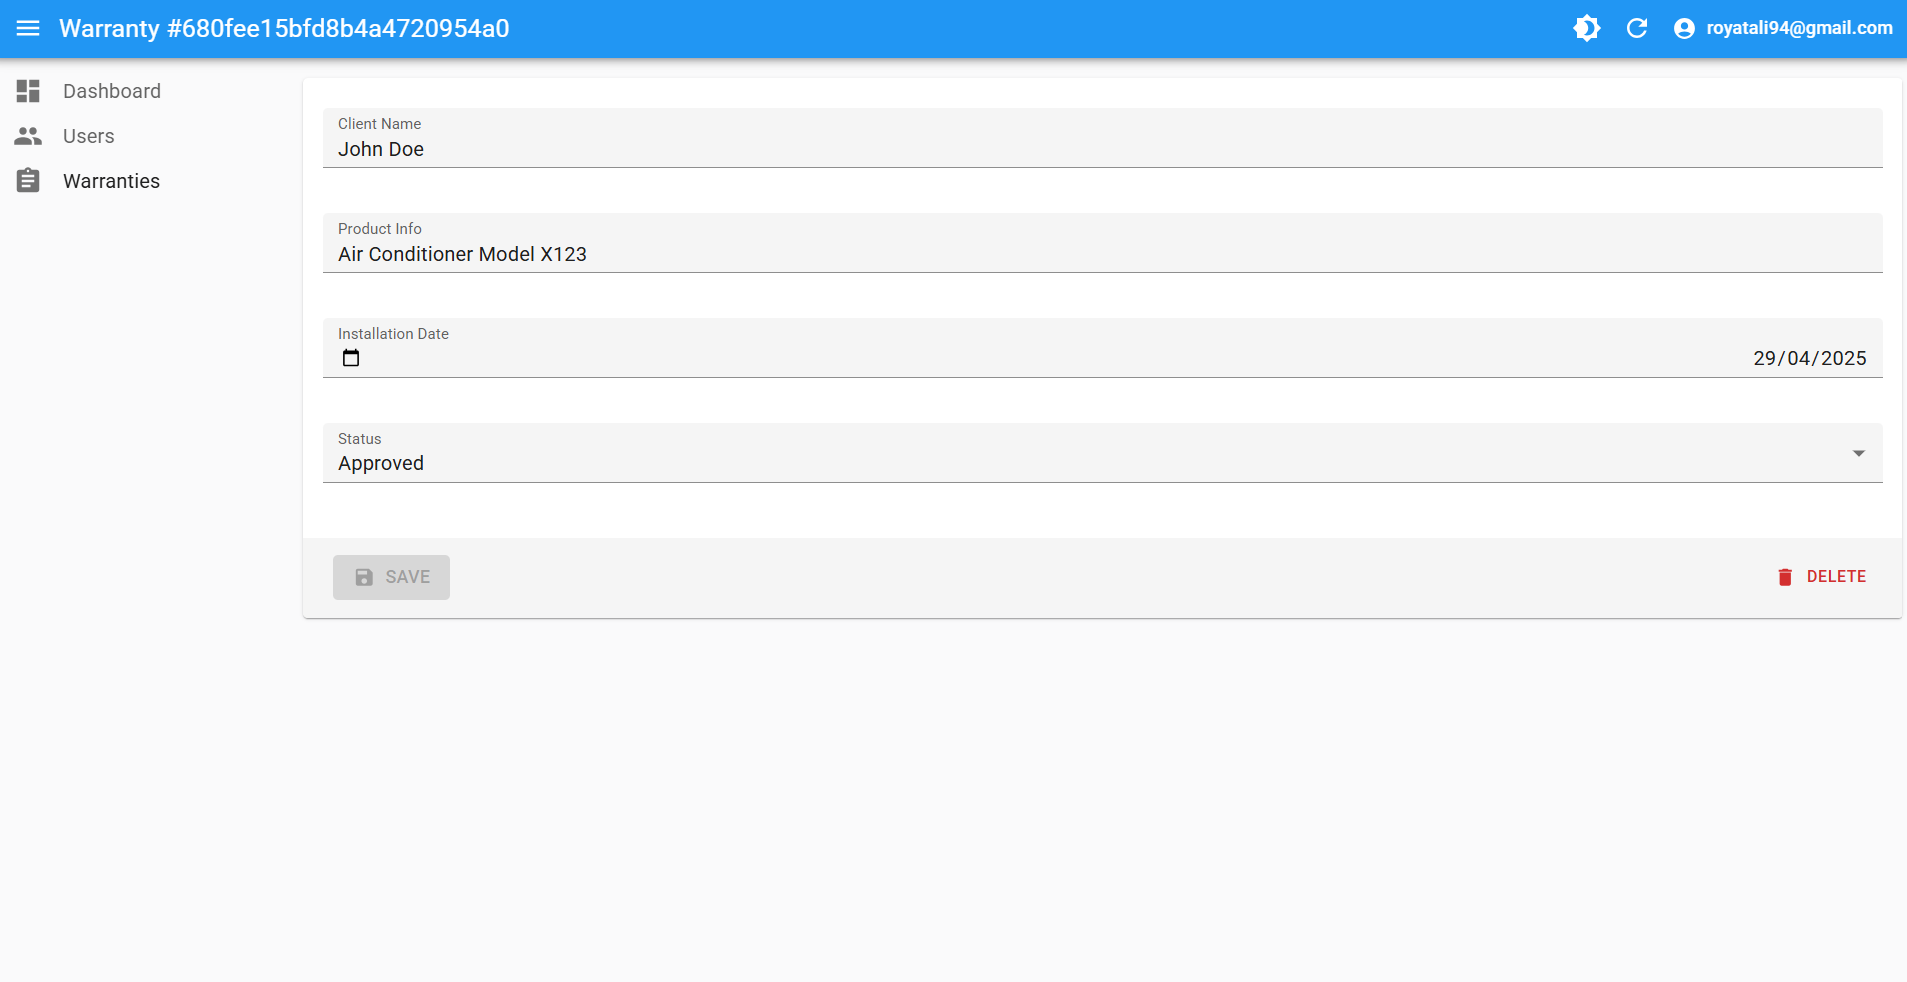 Warranty #680fee15bfd8b4a4720954a0
royatali94@gmail.com
Dashboard
Users
Warranties
Client Name
John Doe
Product Info
Air Conditioner Model X123
Installation Date
29/04/2025
Status
Approved
SAVE
DELETE